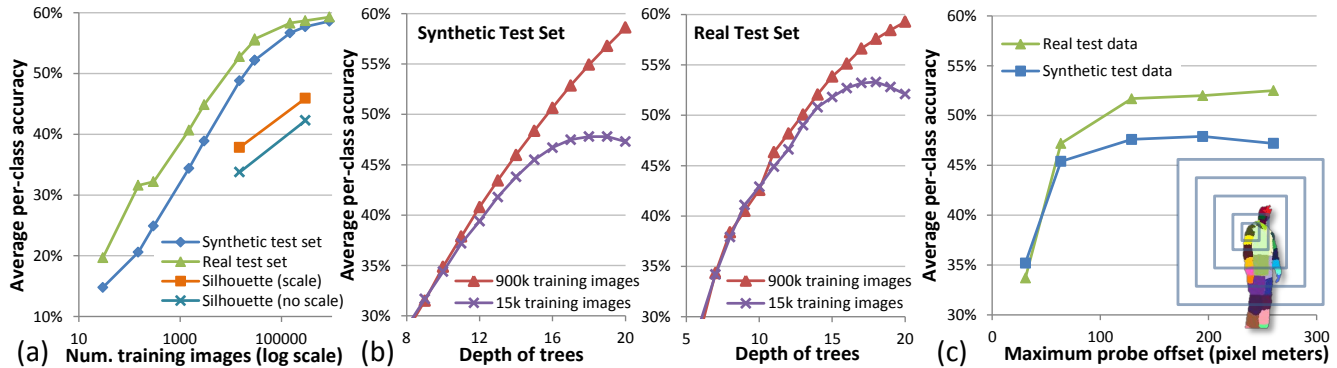 Average per-class accuracy
60%
50%
40%
30%
20%
10%
10
1000
100000
Synthetic test set
Real test set
Silhouette (scale)
Silhouette (no scale)
(a)
Num. training images (log scale)
Average per-class accuracy
60%
55%
50%
45%
40%
35%
30%
Synthetic Test Set
900k training images
15k training images
8
12
16
20
(b)
Depth of trees
Average per-class accuracy
60%
55%
50%
45%
40%
35%
30%
Real Test Set
900k training images
15k training images
5
10
15
20
Depth of trees
Average per-class accuracy
60%
55%
50%
45%
40%
35%
30%
Real test data
Synthetic test data
0
100
200
300
(c)
Maximum probe offset (pixel meters)